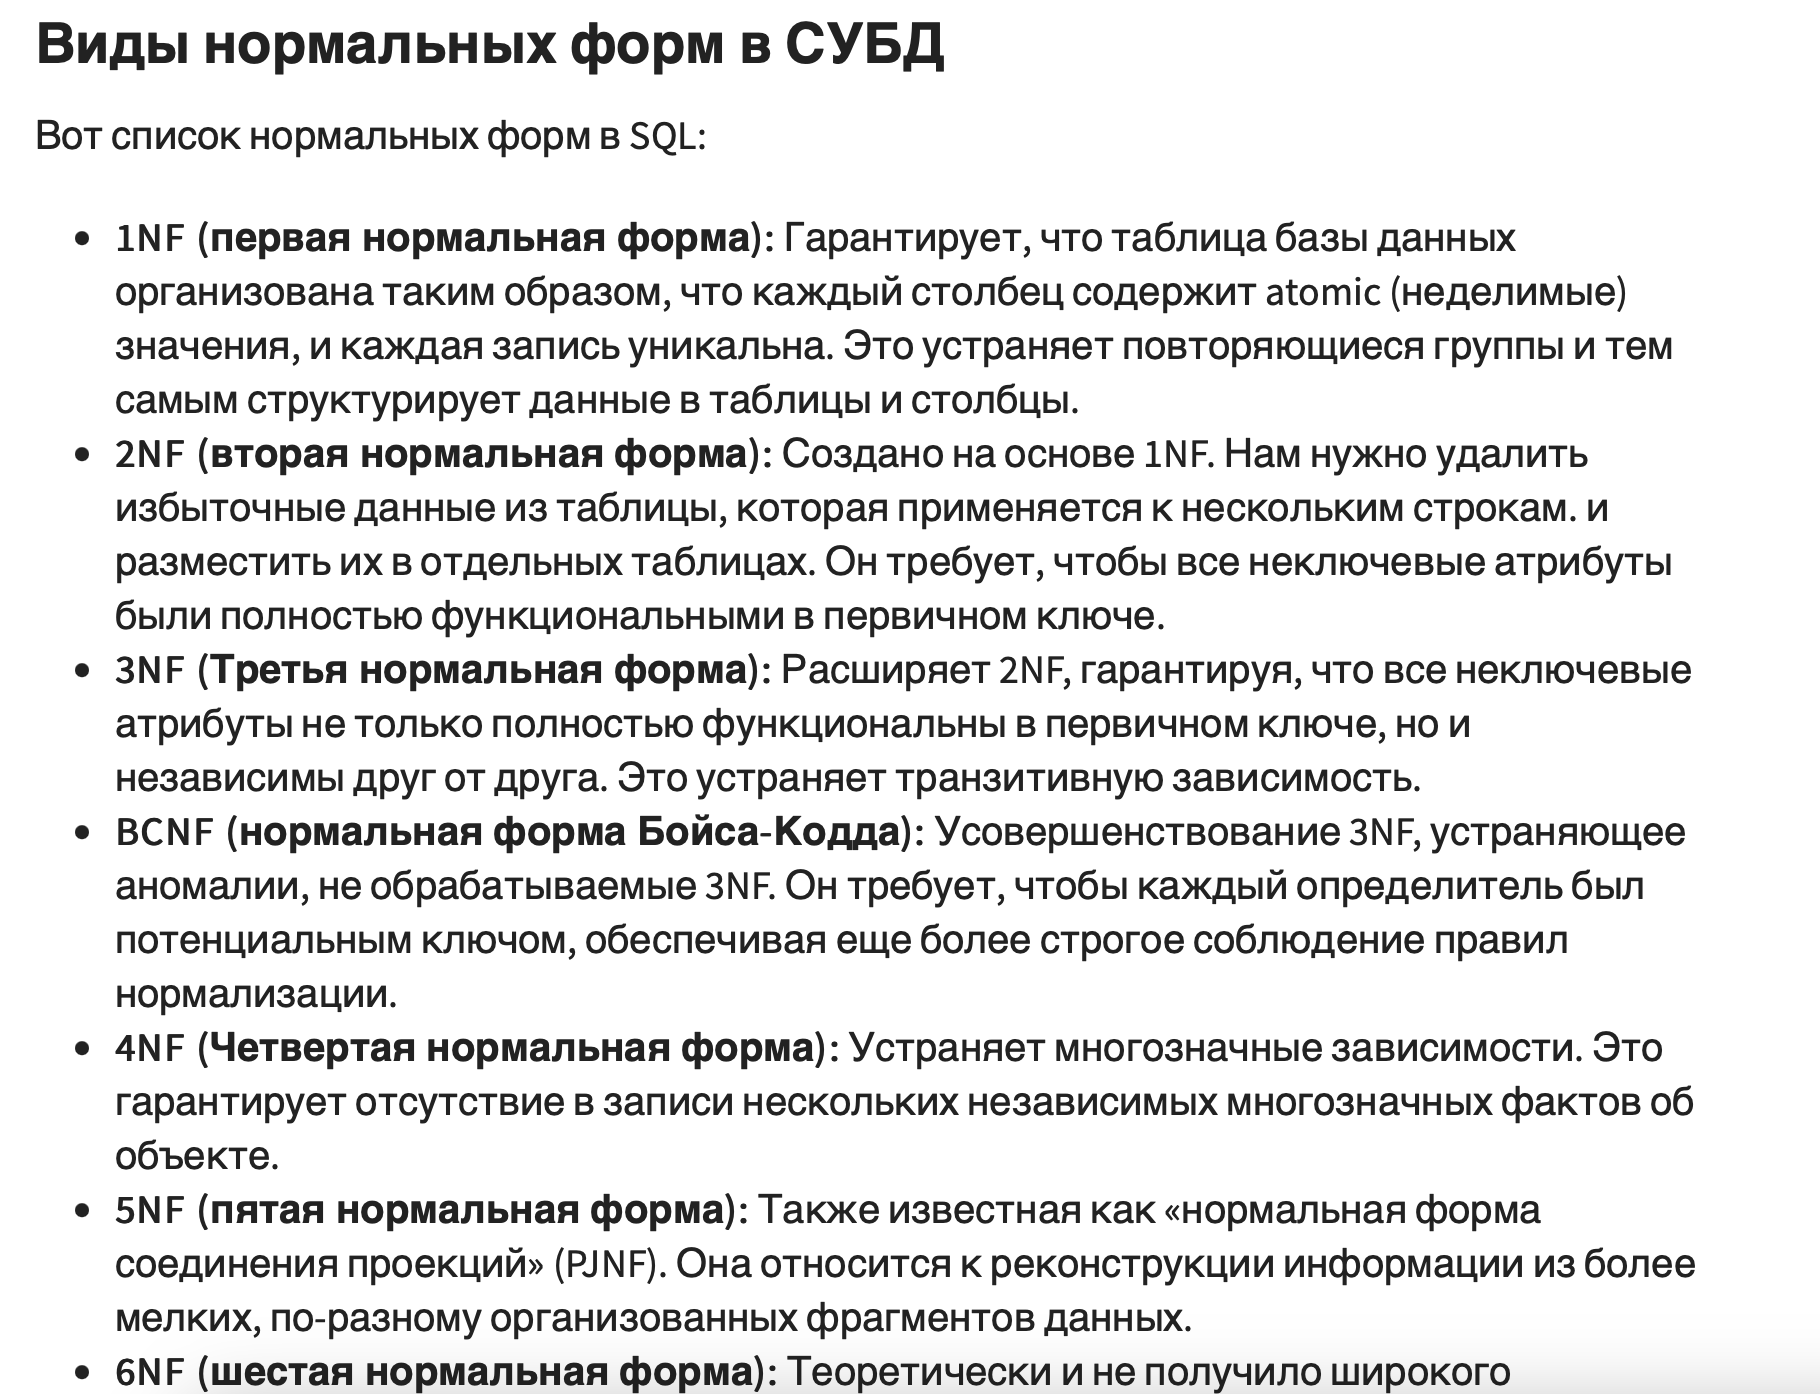 Виды нормальных форм в СУБД
Вот список нормальных форм в SQL:
• 1NF (первая нормальная форма): Гарантирует, что таблица базы данных
организована таким образом, что каждый столбец содержит atomic (неделимые)
значения, и каждая запись уникальна. Это устраняет повторяющиеся группы и тем
самым структурирует данные в таблицы и столбцы.
• 2NF (вторая нормальная форма): Создано на основе 1NF. Нам нужно удалить
избыточные данные из таблицы, которая применяется к нескольким строкам. и
разместить их в отдельных таблицах. Он требует, чтобы все неключевые атрибуты
были полностью функциональными в первичном ключе.
• 3NF (Третья нормальная форма): Расширяет 2NF, гарантируя, что все неключевые
атрибуты не только полностью функциональны в первичном ключе, но и
независимы друг от друга. Это устраняет транзитивную зависимость.
• BCNF (нормальная форма Бойса-Кодда): Усовершенствование 3NF, устраняющее
аномалии, не обрабатываемые 3NF. Он требует, чтобы каждый определитель был
потенциальным ключом, обеспечивая еще более строгое соблюдение правил
нормализации.
• 4NF (Четвертая нормальная форма): Устраняет многозначные зависимости. Это
гарантирует отсутствие в записи нескольких независимых многозначных фактов об
объекте.
• 5NF (пятая нормальная форма): Также известная как «нормальная форма
соединения проекций» (PJNF). Она относится к реконструкции информации из более
мелких, по-разному организованных фрагментов данных.
• 6NF (шестая нормальная форма): Теоретически и не получило широкого